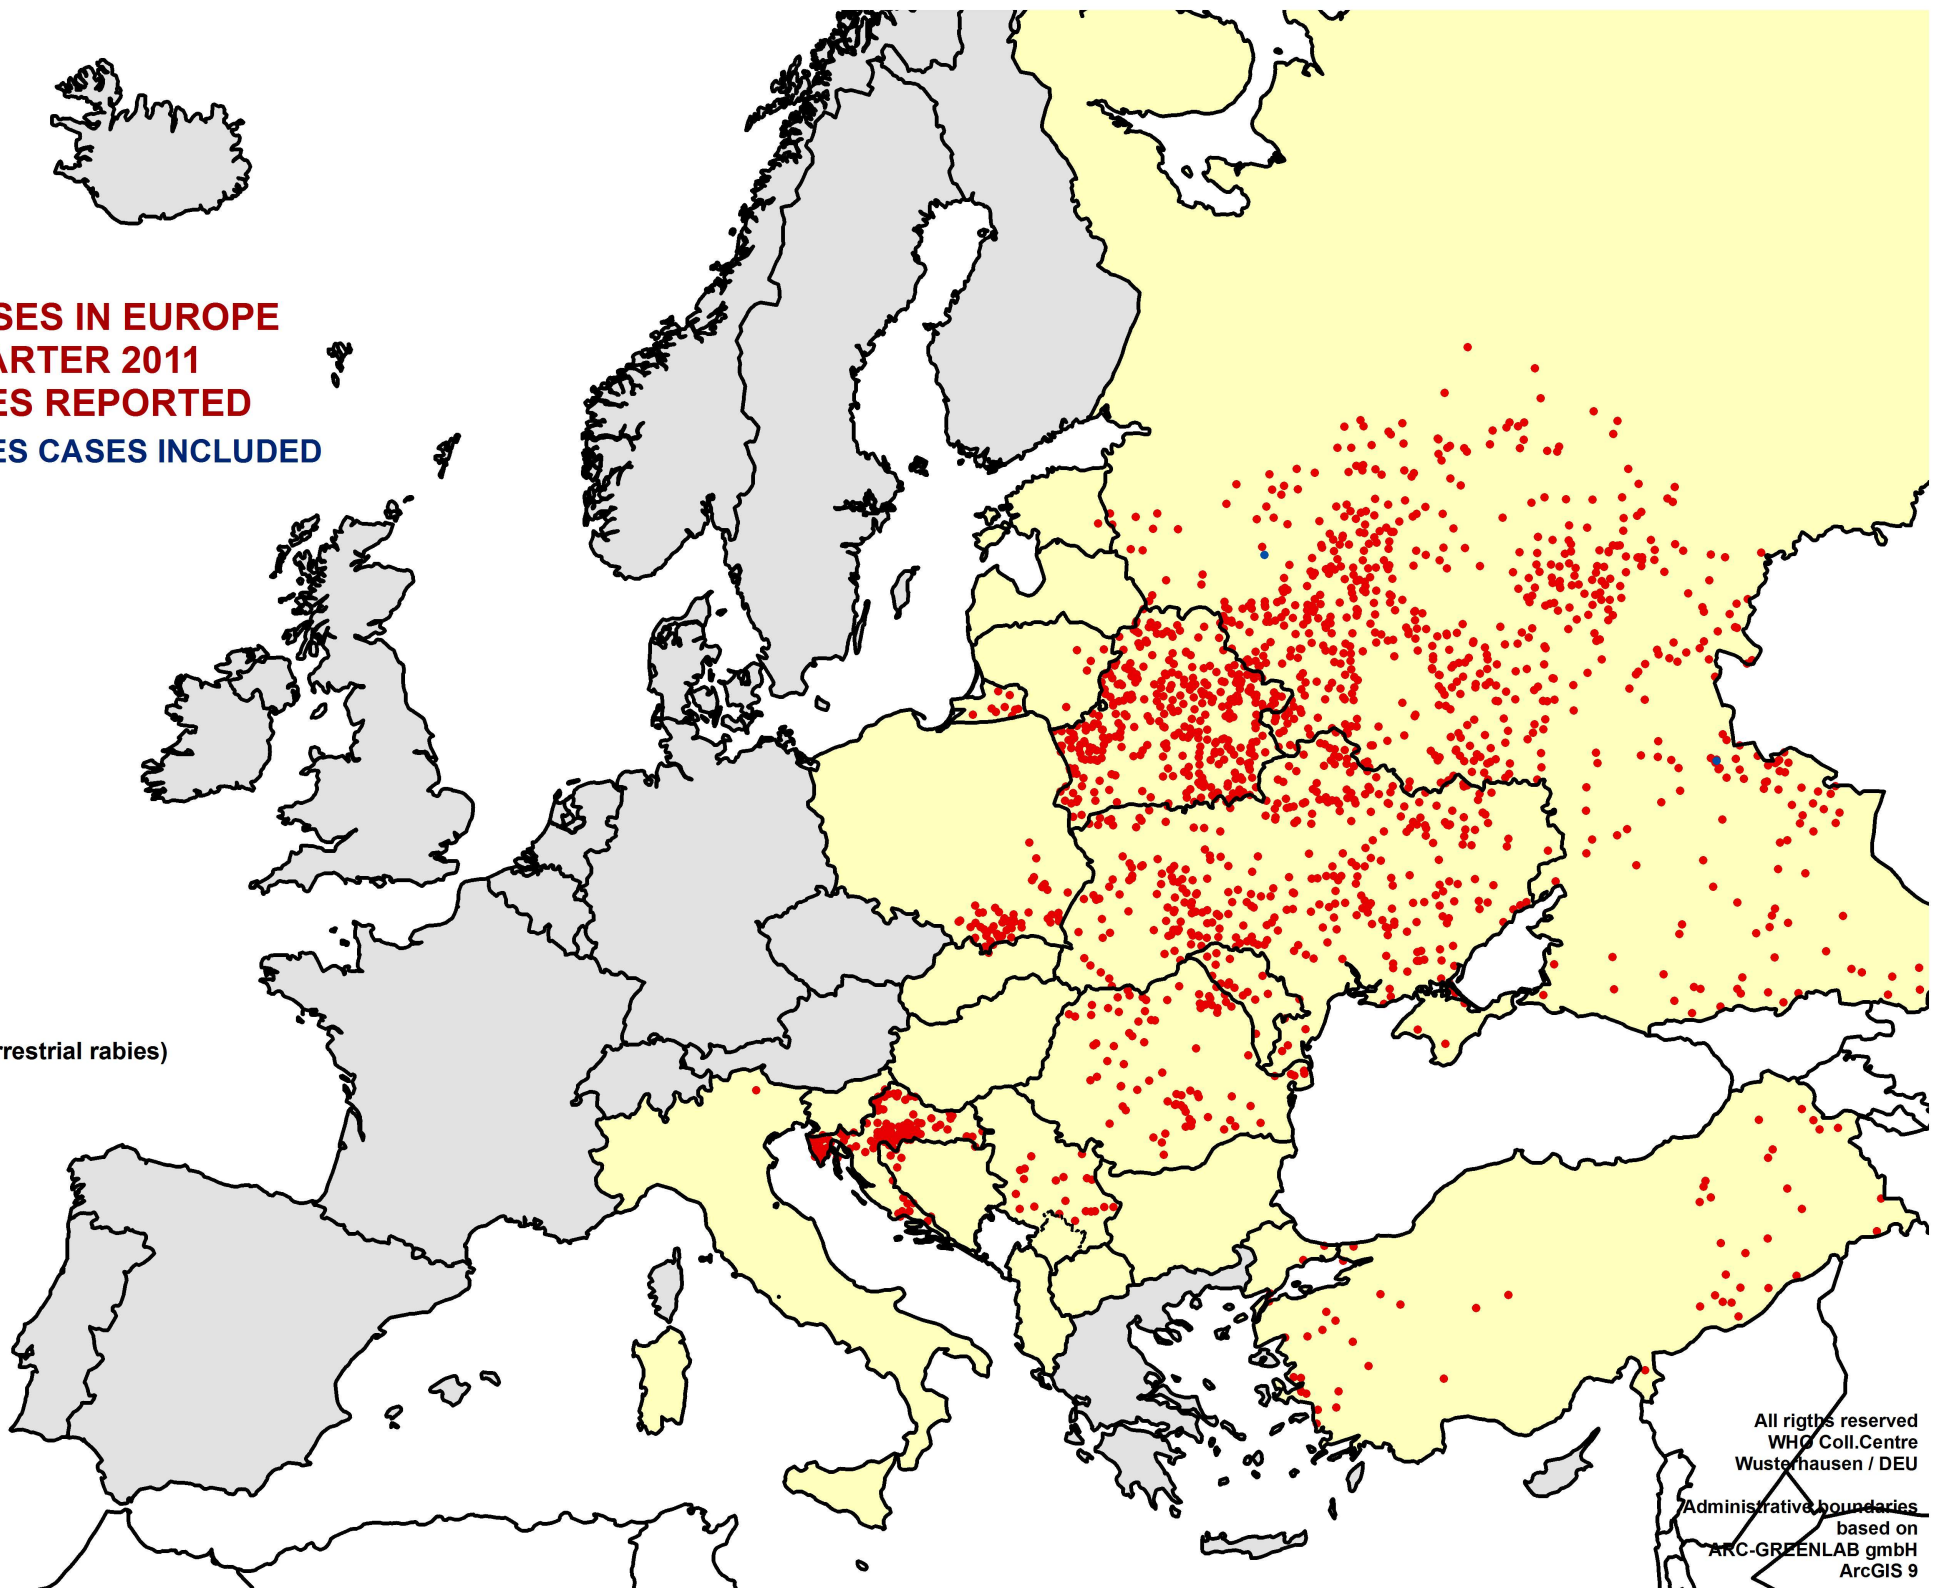 SES IN EUROPE
ARTER 2011
ES REPORTED
ES CASES INCLUDED
rrestrial rabies)
All rigths reserved
WHO Coll.Centre
Wusterhausen / DEU
Administrative boundaries
based on
ARC-GREENLAB gmbH
ArcGIS 9